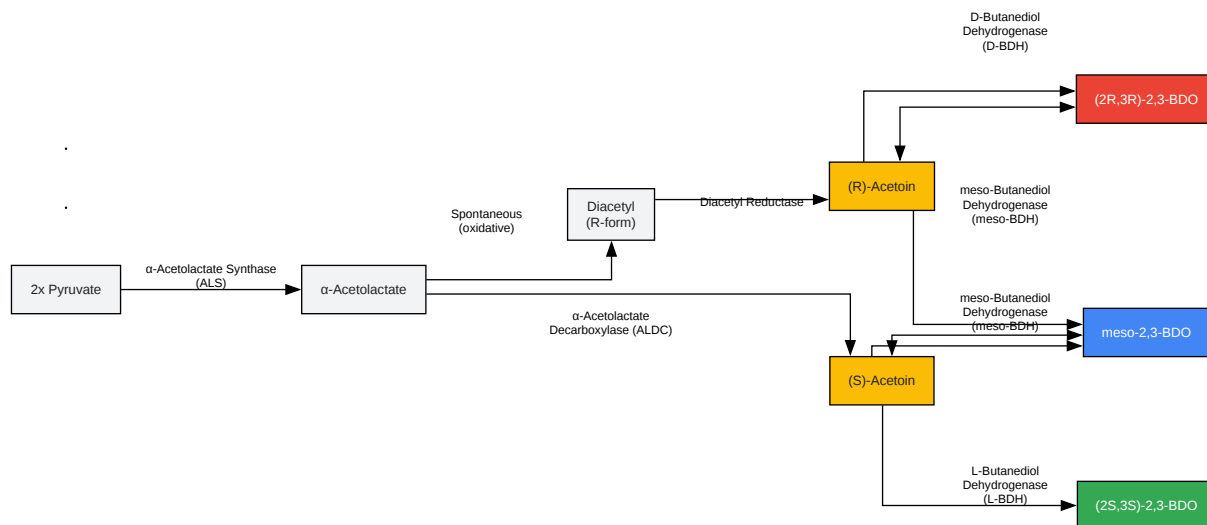 D-Butanediol
Dehydrogenase
(D-BDH)
(2R,3R)-2,3-BDO
.
(R)-Acetoin
meso-Butanediol
Dehydrogenase
(meso-BDH)
Diacetyl
(R-form)
Diacetyl Reductase
.
Spontaneous
(oxidative)
2x Pyruvate
α-Acetolactate Synthase
(ALS)
α-Acetolactate
α-Acetolactate
Decarboxylase (ALDC)
meso-Butanediol
Dehydrogenase
(meso-BDH)
meso-2,3-BDO
(S)-Acetoin
L-Butanediol
Dehydrogenase
(L-BDH)
(2S,3S)-2,3-BDO